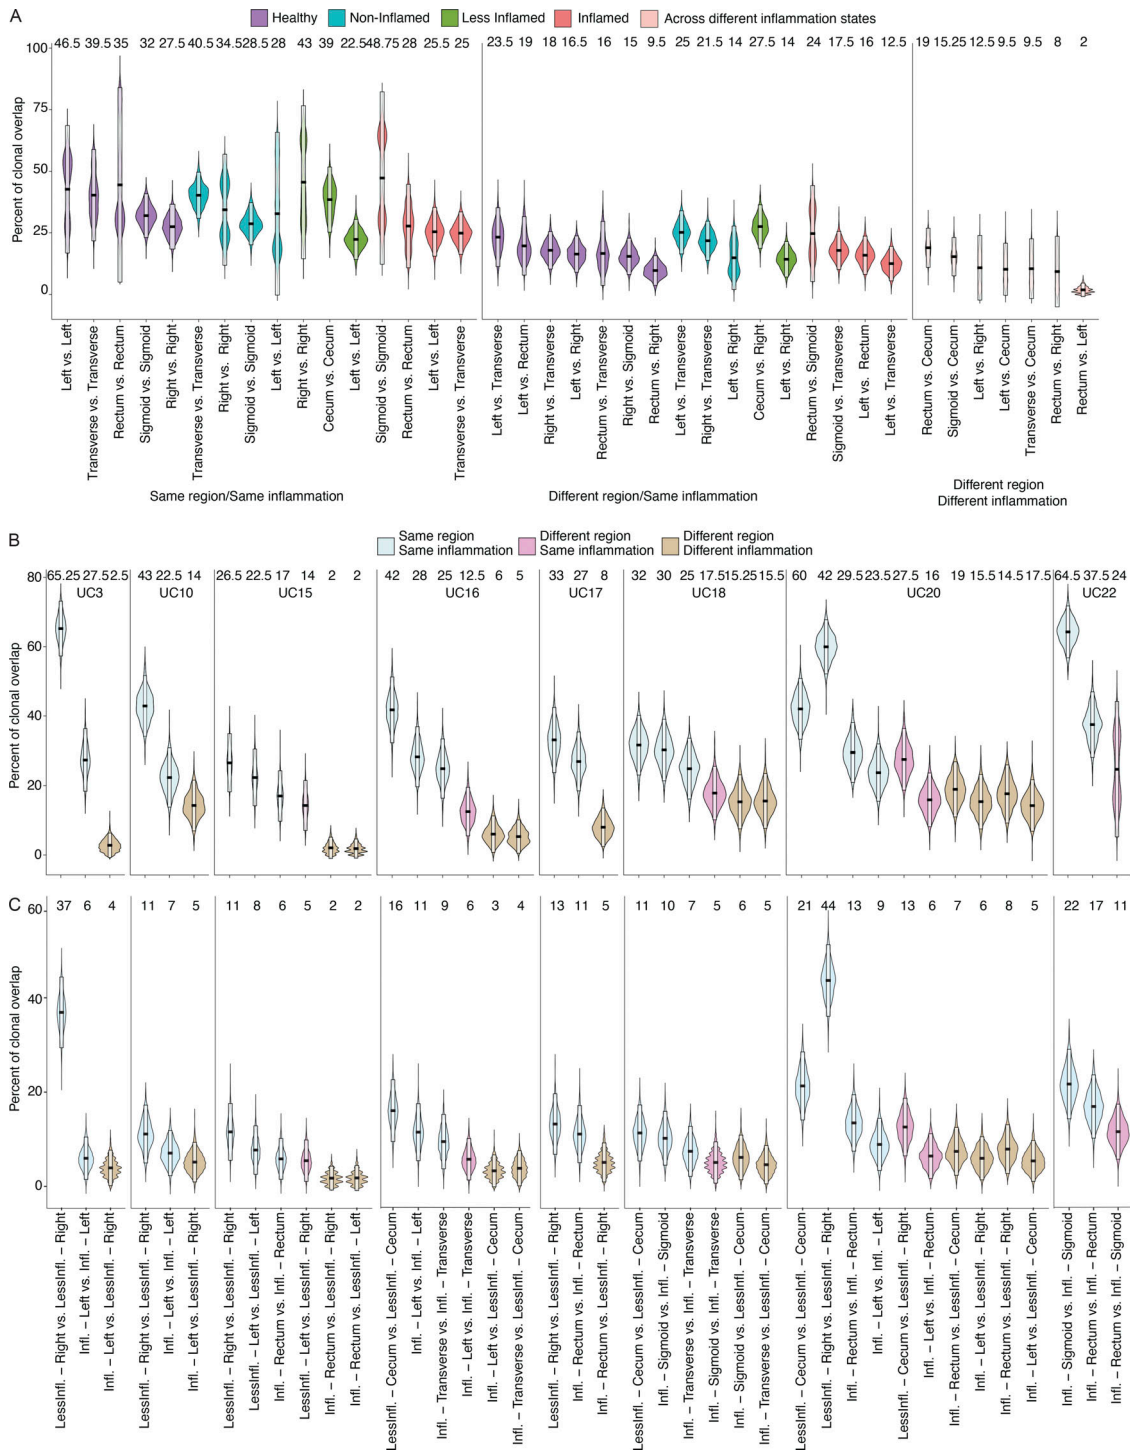 A
Healthy Non-Inflamed Less Inflamed Inflamed Across different inflammation states
46.5 39.5 35 32 27.5 40.5 34.5 28.5 28 43 39 22.5 48.75 28 25.5 25 23.5 19 18 16.5 16 15 9.5 25 21.5 14 27.5 14 24 17.5 16 12.5 19 15.25 12.5 9.5 9.5 8 2
Percent of clonal overlap
100
75
50
25
0
Left vs. Left
Transverse vs. Transverse
Rectum vs. Rectum
Sigmoid vs. Sigmoid
Right vs. Right
Transverse vs. Transverse
Right vs. Right
Sigmoid vs. Sigmoid
Left vs. Left
Right vs. Right
Cecum vs. Cecum
Left vs. Left
Sigmoid vs. Sigmoid
Rectum vs. Rectum
Left vs. Left
Transverse vs. Transverse
Left vs. Transverse
Left vs. Rectum
Right vs. Transverse
Left vs. Right
Rectum vs. Transverse
Right vs. Sigmoid
Rectum vs. Right
Left vs. Transverse
Right vs. Transverse
Left vs. Right
Cecum vs. Right
Left vs. Right
Rectum vs. Sigmoid
Sigmoid vs. Transverse
Left vs. Rectum
Left vs. Transverse
Rectum vs. Cecum
Sigmoid vs. Cecum
Left vs. Right
Left vs. Cecum
Transverse vs. Cecum
Rectum vs. Right
Rectum vs. Left
Same region/Same inflammation
Different region/Same inflammation
Different region
Different inflammation
B
Same region Different region Different region
Same inflammation Same inflammation Different inflammation
65.25 27.5 2.5 43 22.5 14 26.5 22.5 17 14 2 2 42 28 25 12.5 6 5 33 27 8 32 30 25 17.5 15.25 15.5 60 42 29.5 23.5 27.5 16 19 15.5 14.5 17.5 64.5 37.5 24
UC3 UC10 UC15 UC16 UC17 UC18 UC20 UC22
Percent of clonal overlap
80
60
40
20
0
C
37 6 4 11 7 5 11 8 6 5 2 2 16 11 9 6 3 4 13 11 5 11 10 7 5 6 5 21 44 13 9 13 6 7 6 8 5 22 17 11
Percent of clonal overlap
60
40
20
0
LessInfl. – Right vs. LessInfl. – Right
Infl. – Left vs. Infl. – Left
Infl. – Left vs. LessInfl. – Right
LessInfl. – Right vs. LessInfl. – Right
Infl. – Left vs. Infl. – Left
Infl. – Left vs. LessInfl. – Right
LessInfl. – Right vs. LessInfl. – Right
LessInfl. – Left vs. LessInfl. – Left
Infl. – Rectum vs. Infl. – Rectum
LessInfl. – Left vs. LessInfl. – Right
Infl. – Rectum vs. LessInfl. – Right
Infl. – Rectum vs. LessInfl. – Left
LessInfl. – Cecum vs. LessInfl. – Cecum
Infl. – Left vs. Infl. – Left
Infl. – Transverse vs. Infl. – Transverse
Infl. – Left vs. Infl. – Transverse
Infl. – Left vs. LessInfl. – Cecum
Infl. – Transverse vs. LessInfl. – Cecum
LessInfl. – Right vs. LessInfl. – Right
Infl. – Rectum vs. Infl. – Rectum
Infl. – Rectum vs. LessInfl. – Right
LessInfl. – Cecum vs. LessInfl. – Cecum
Infl. – Sigmoid vs. Infl. – Sigmoid
Infl. – Transverse vs. Infl. – Transverse
Infl. – Sigmoid vs. Infl. – Transverse
Infl. – Sigmoid vs. LessInfl. – Cecum
Infl. – Transverse vs. LessInfl. – Cecum
LessInfl. – Cecum vs. LessInfl. – Cecum
LessInfl. – Right vs. LessInfl. – Right
Infl. – Rectum vs. Infl. – Rectum
Infl. – Left vs. Infl. – Left
LessInfl. – Cecum vs. LessInfl. – Right
Infl. – Left vs. Infl. – Rectum
Infl. – Rectum vs. LessInfl. – Cecum
Infl. – Left vs. LessInfl. – Right
Infl. – Rectum vs. LessInfl. – Right
Infl. – Left vs. LessInfl. – Cecum
Infl. – Sigmoid vs. Infl. – Sigmoid
Infl. – Rectum vs. Infl. – Rectum
Infl. – Rectum vs. Infl. – Sigmoid